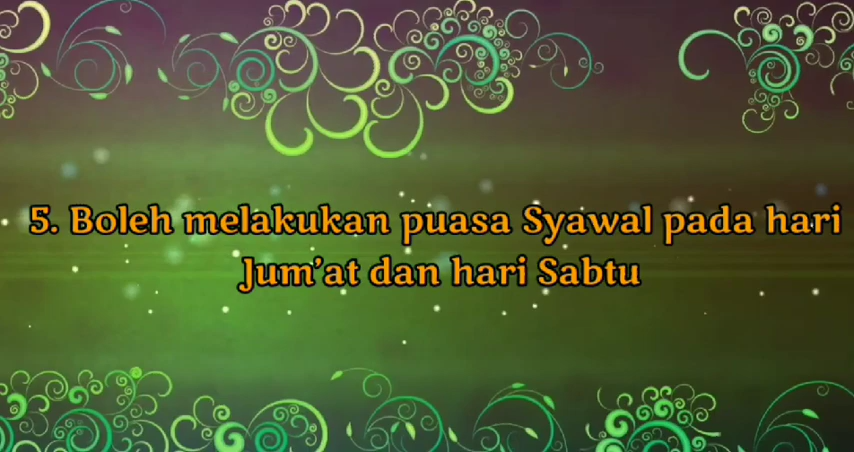 5. Boleh melakukan puasa Syawal pada hari
Jum'at dan hari Sabtu